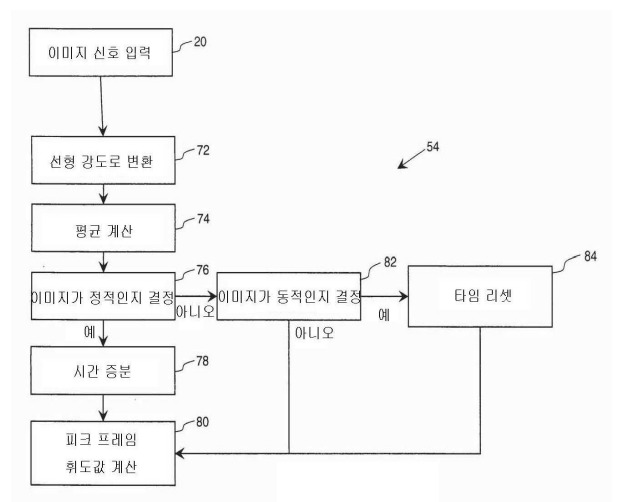 이미지 신호 입력
20
선형 강도로 변환
72
54
평균 계산
74
이미지가 정적인지 결정
76
아니오
이미지가 동적인지 결정
82
예
타임 리셋
84
예
아니오
시간 증분
78
피크 프레임
휘도값 계산
80